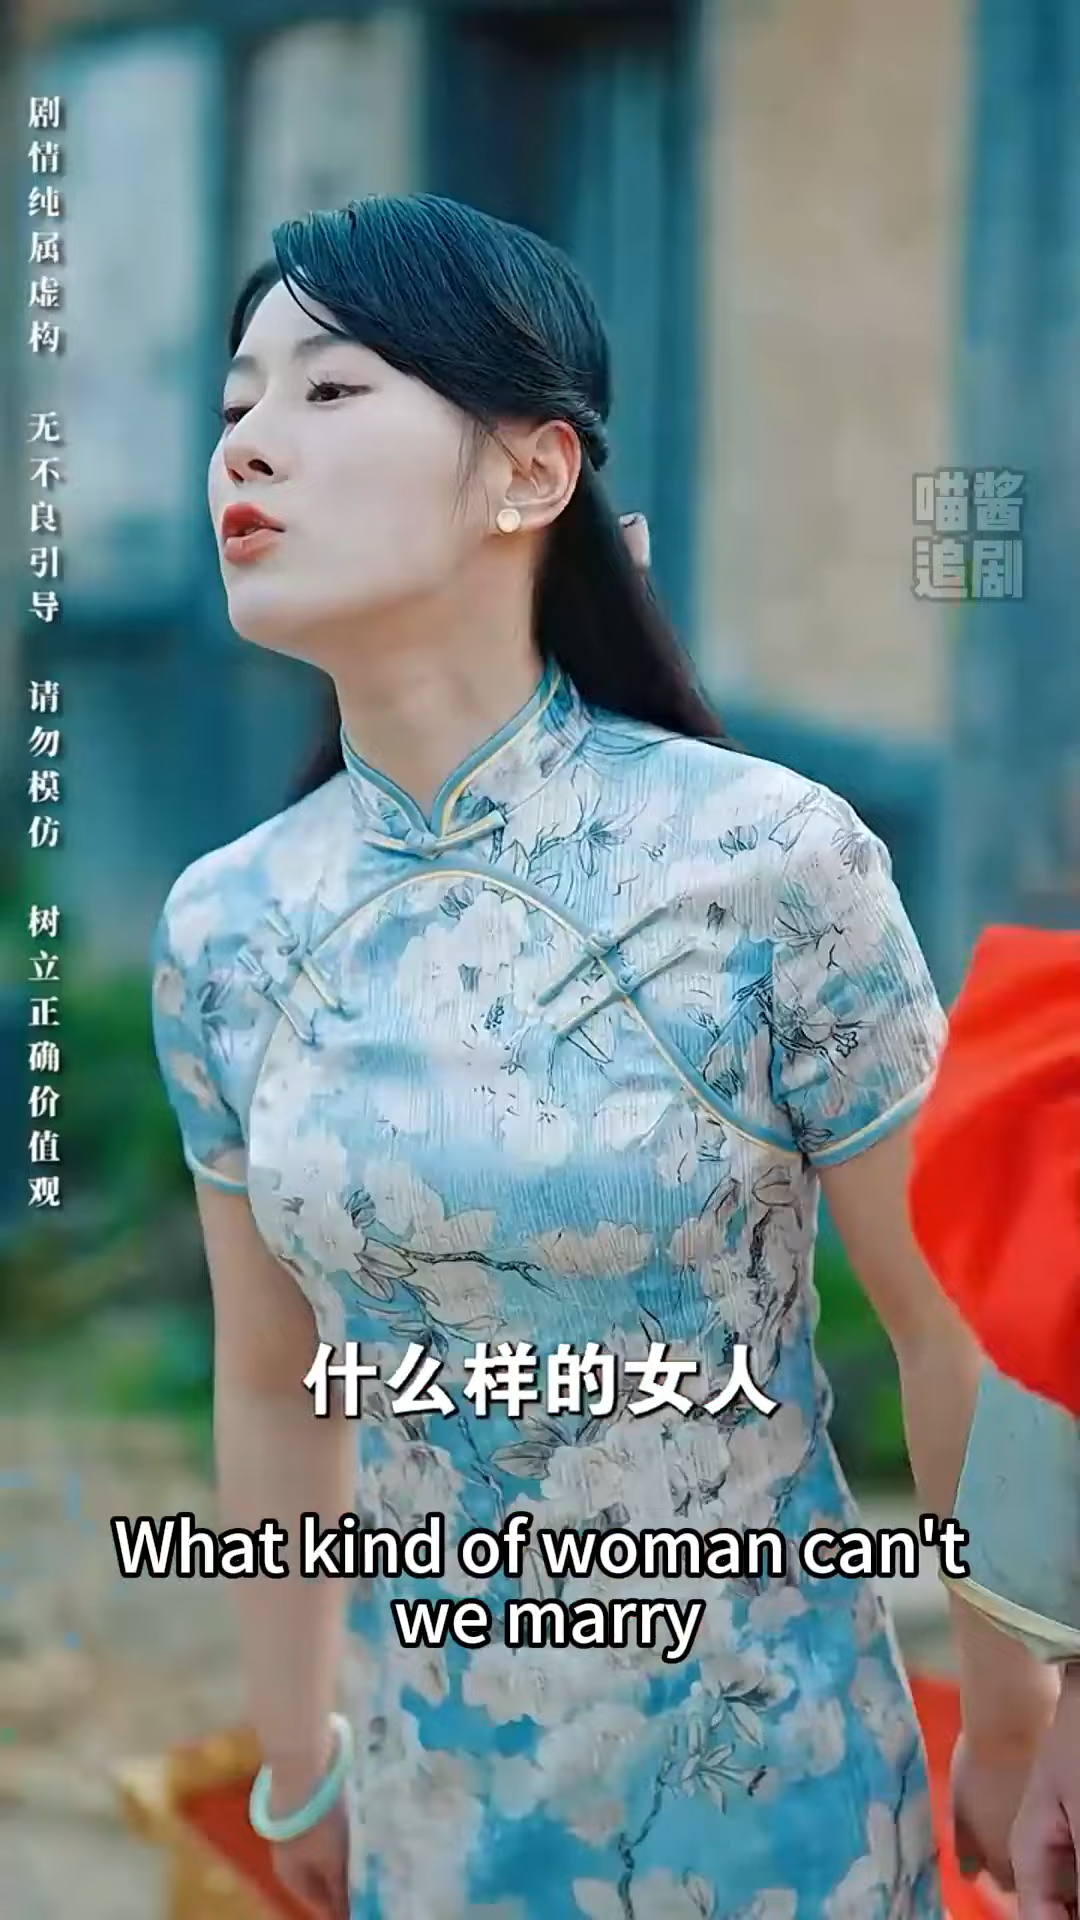 剧情纯属虚构 无不良引导 请勿模仿 树立正确价值观
喵酱
追剧
什么样的女人
What kind of woman can't
we marry